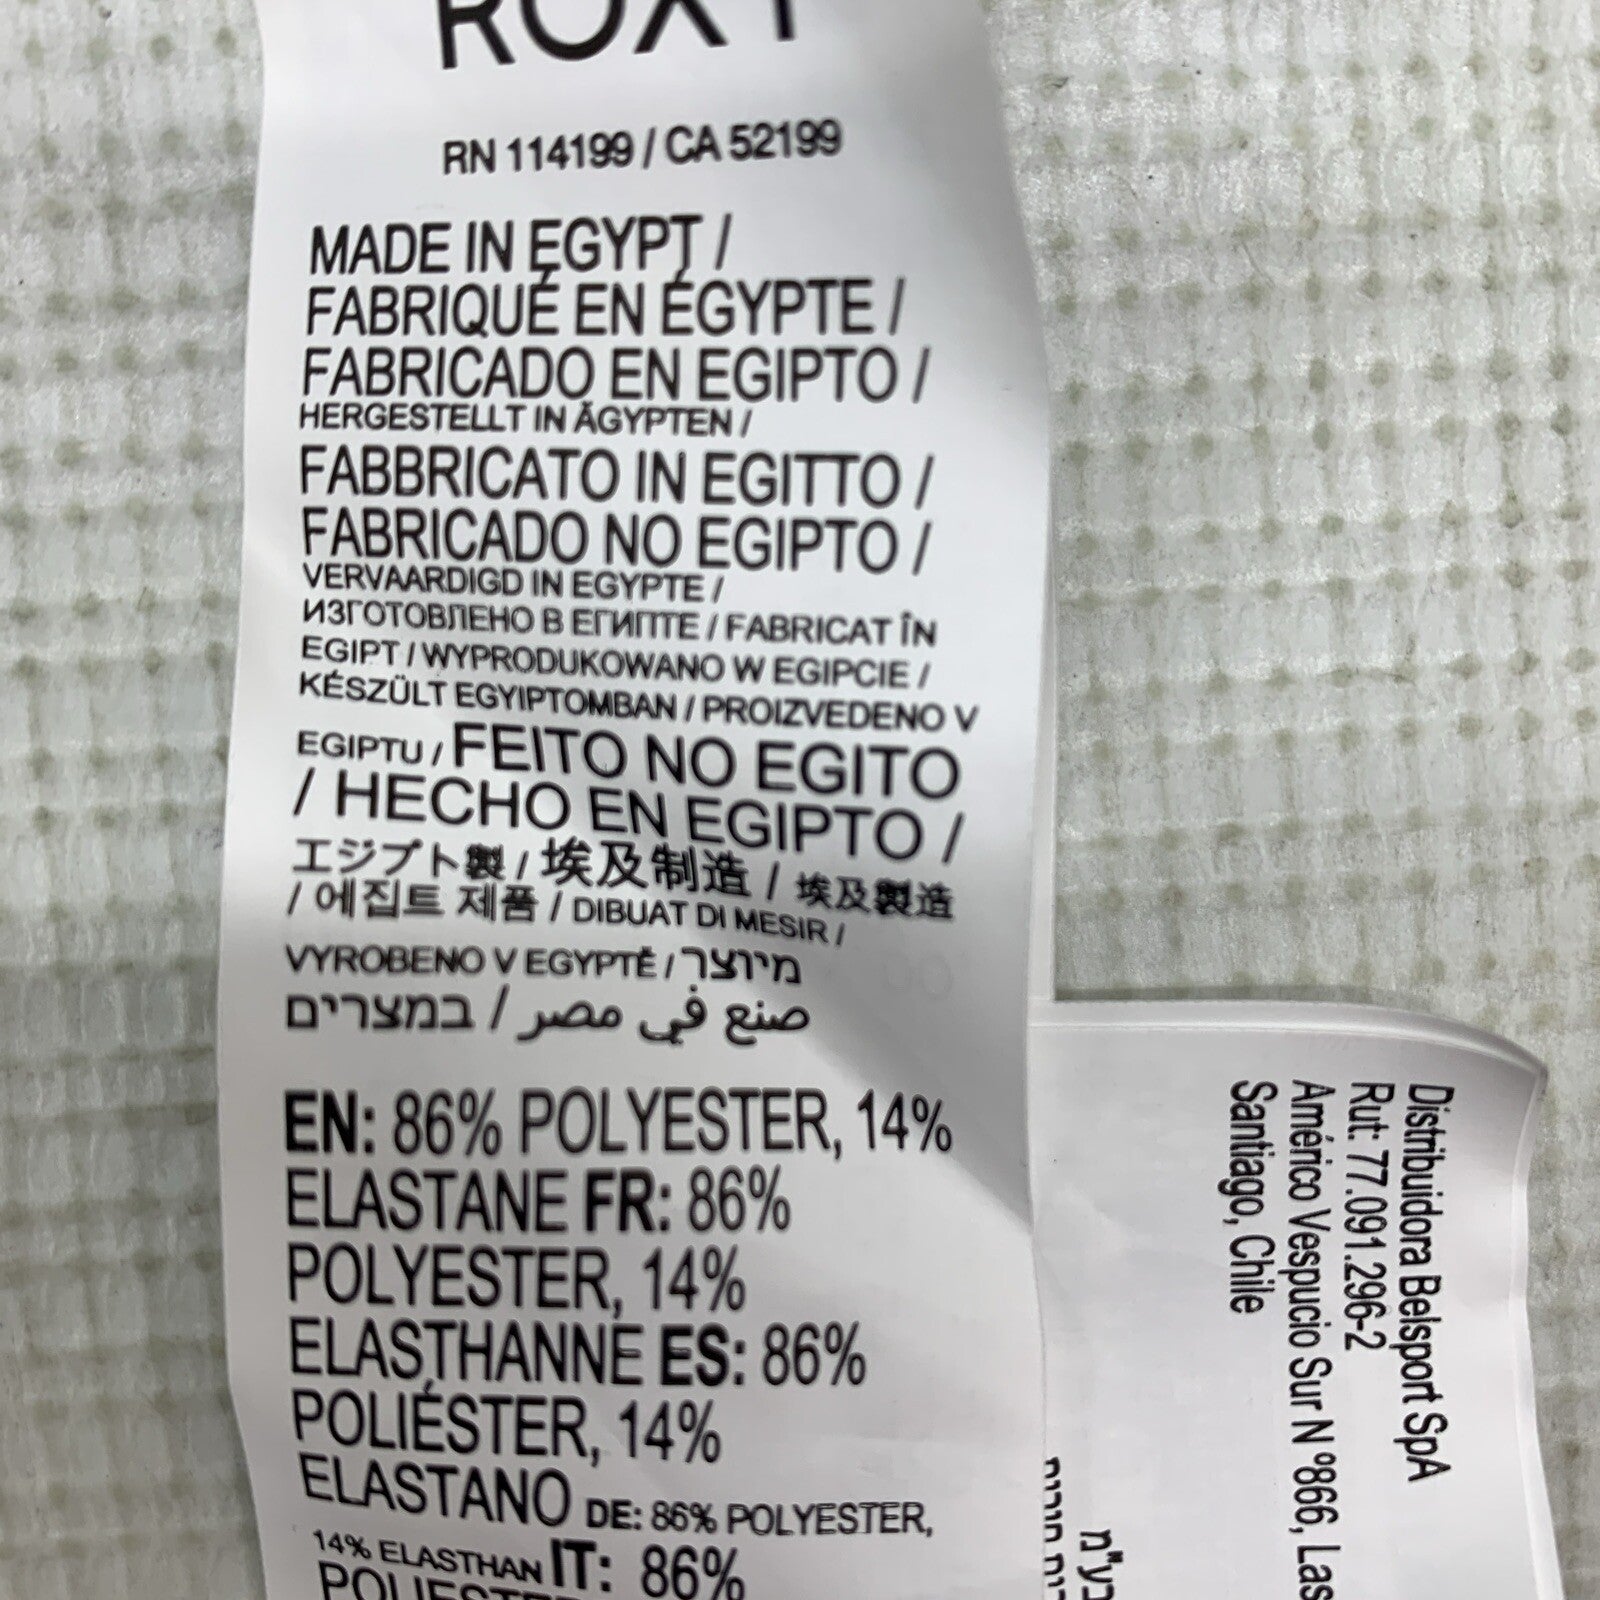 ROXY
RN 114199 / CA 52199
MADE IN EGYPT /
FABRIQUÉ EN ÉGYPTE /
FABRICADO EN EGIPTO /
HERGESTELLT IN ÄGYPTEN /
FABBRICATO IN EGITTO /
FABRICADO NO EGIPTO /
VERVAARDIGD IN EGYPTE /
ИЗГОТОВЛЕНО В ЕГИПТЕ / FABRICAT ÎN
EGIPT / WYPRODUKOWANO W EGIPCIE /
KÉSZÜLT EGYIPTOMBAN / PROIZVEDENO V
EGIPTU / FEITO NO EGITO
/ HECHO EN EGIPTO /
エジプト製 / 埃及制造 / 埃及製造
/ 에집트 제품 / DIBUAT DI MESIR /
VYROBENO V EGYPTĚ / מיוצר
במצרים / صنع في مصر
EN: 86% POLYESTER, 14%
ELASTANE FR: 86%
POLYESTER, 14%
ELASTHANNE ES: 86%
POLIÉSTER, 14%
ELASTANO DE: 86% POLYESTER,
14% ELASTHAN IT: 86%
Distribuidora Belsport SpA
Rut: 77.091.296-2
Américo Vespucio Sur N º866, Las
Santiago, Chile
בע"מ